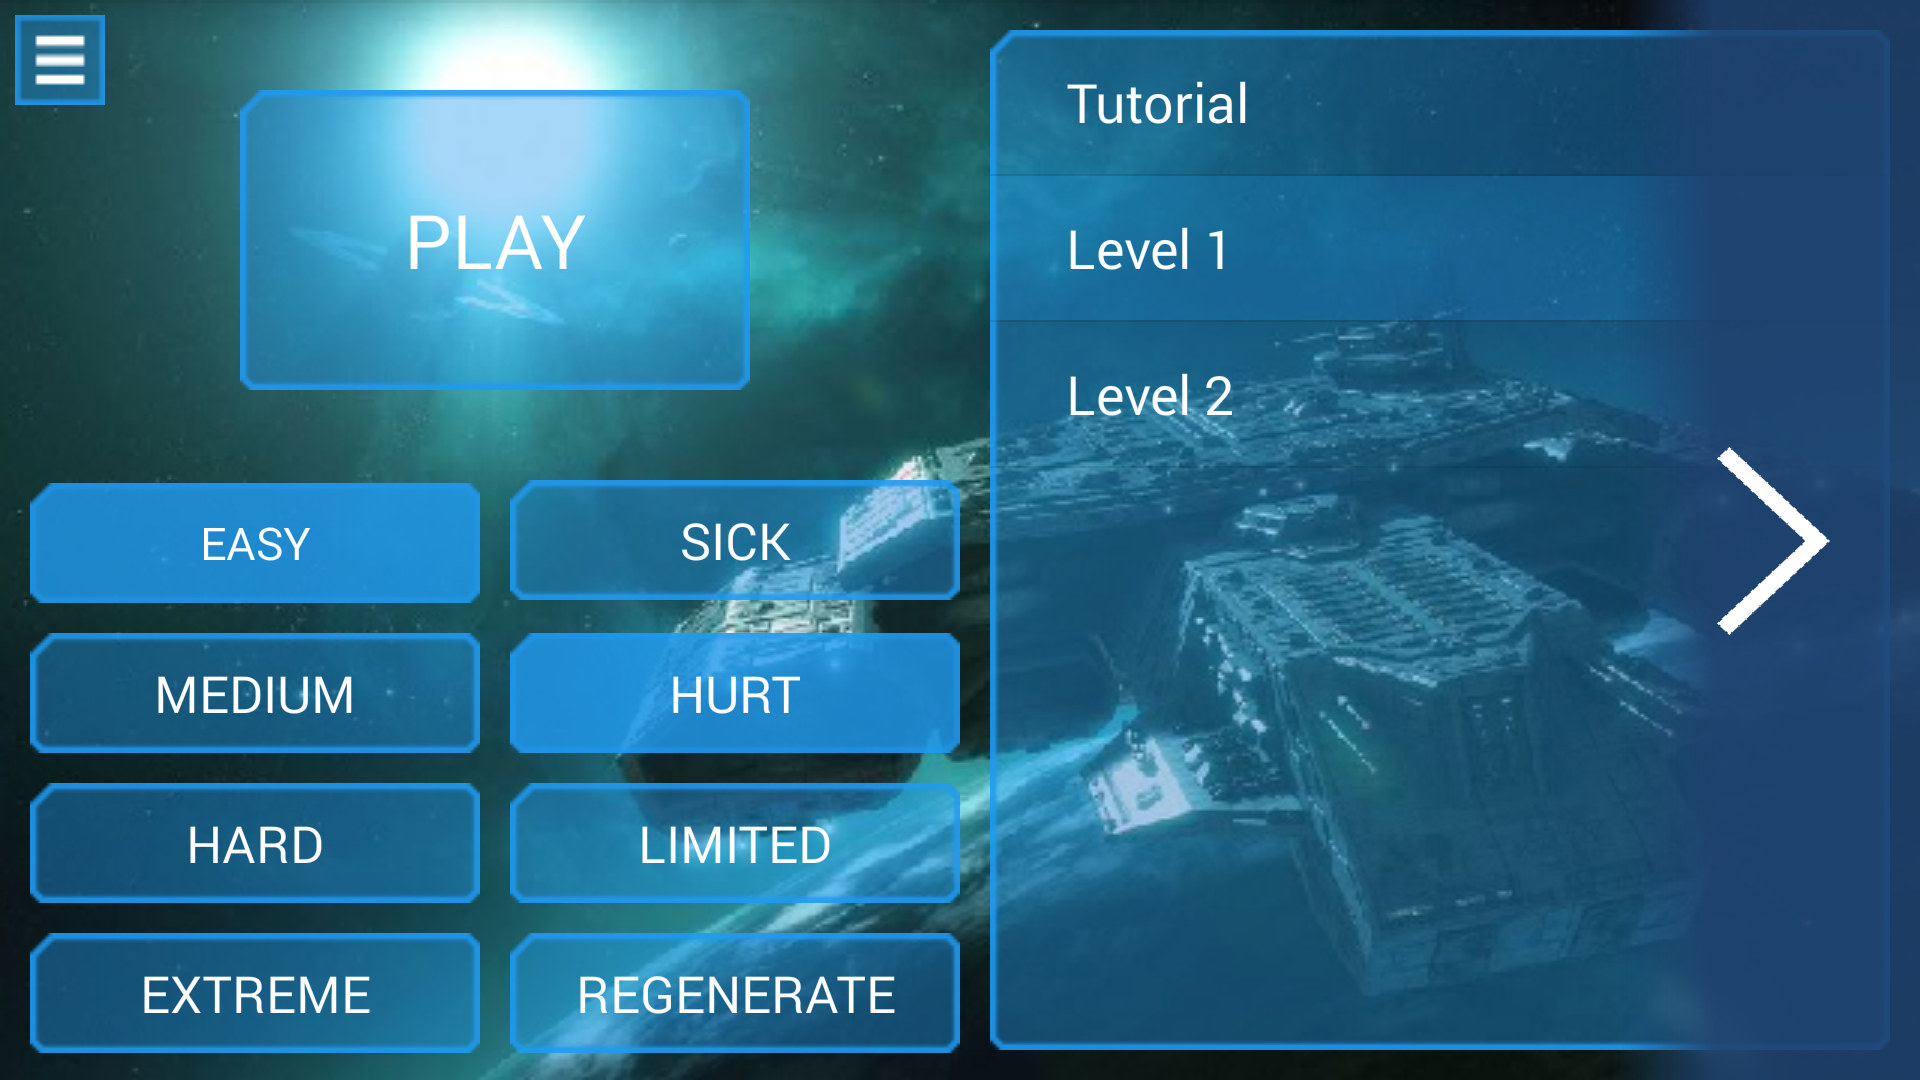 PLAY
EASY
SICK
MEDIUM
HURT
HARD
LIMITED
EXTREME
REGENERATE
Tutorial
Level 1
Level 2